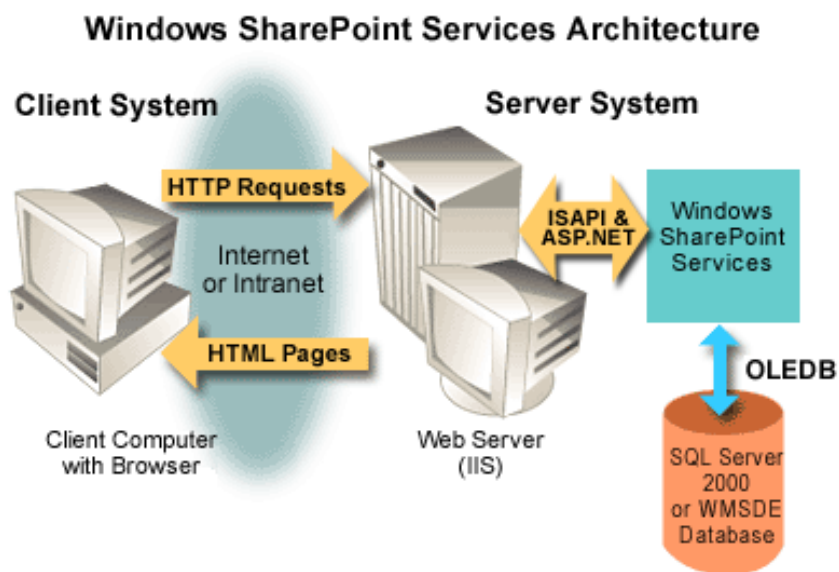 Windows SharePoint Services Architecture
Client System
Server System
HTTP Requests
Internet
or Intranet
HTML Pages
ISAPI &
ASP.NET
Windows
SharePoint
Services
OLEDB
Client Computer
with Browser
Web Server
(IIS)
SQL Server
2000
or WMSDE
Database